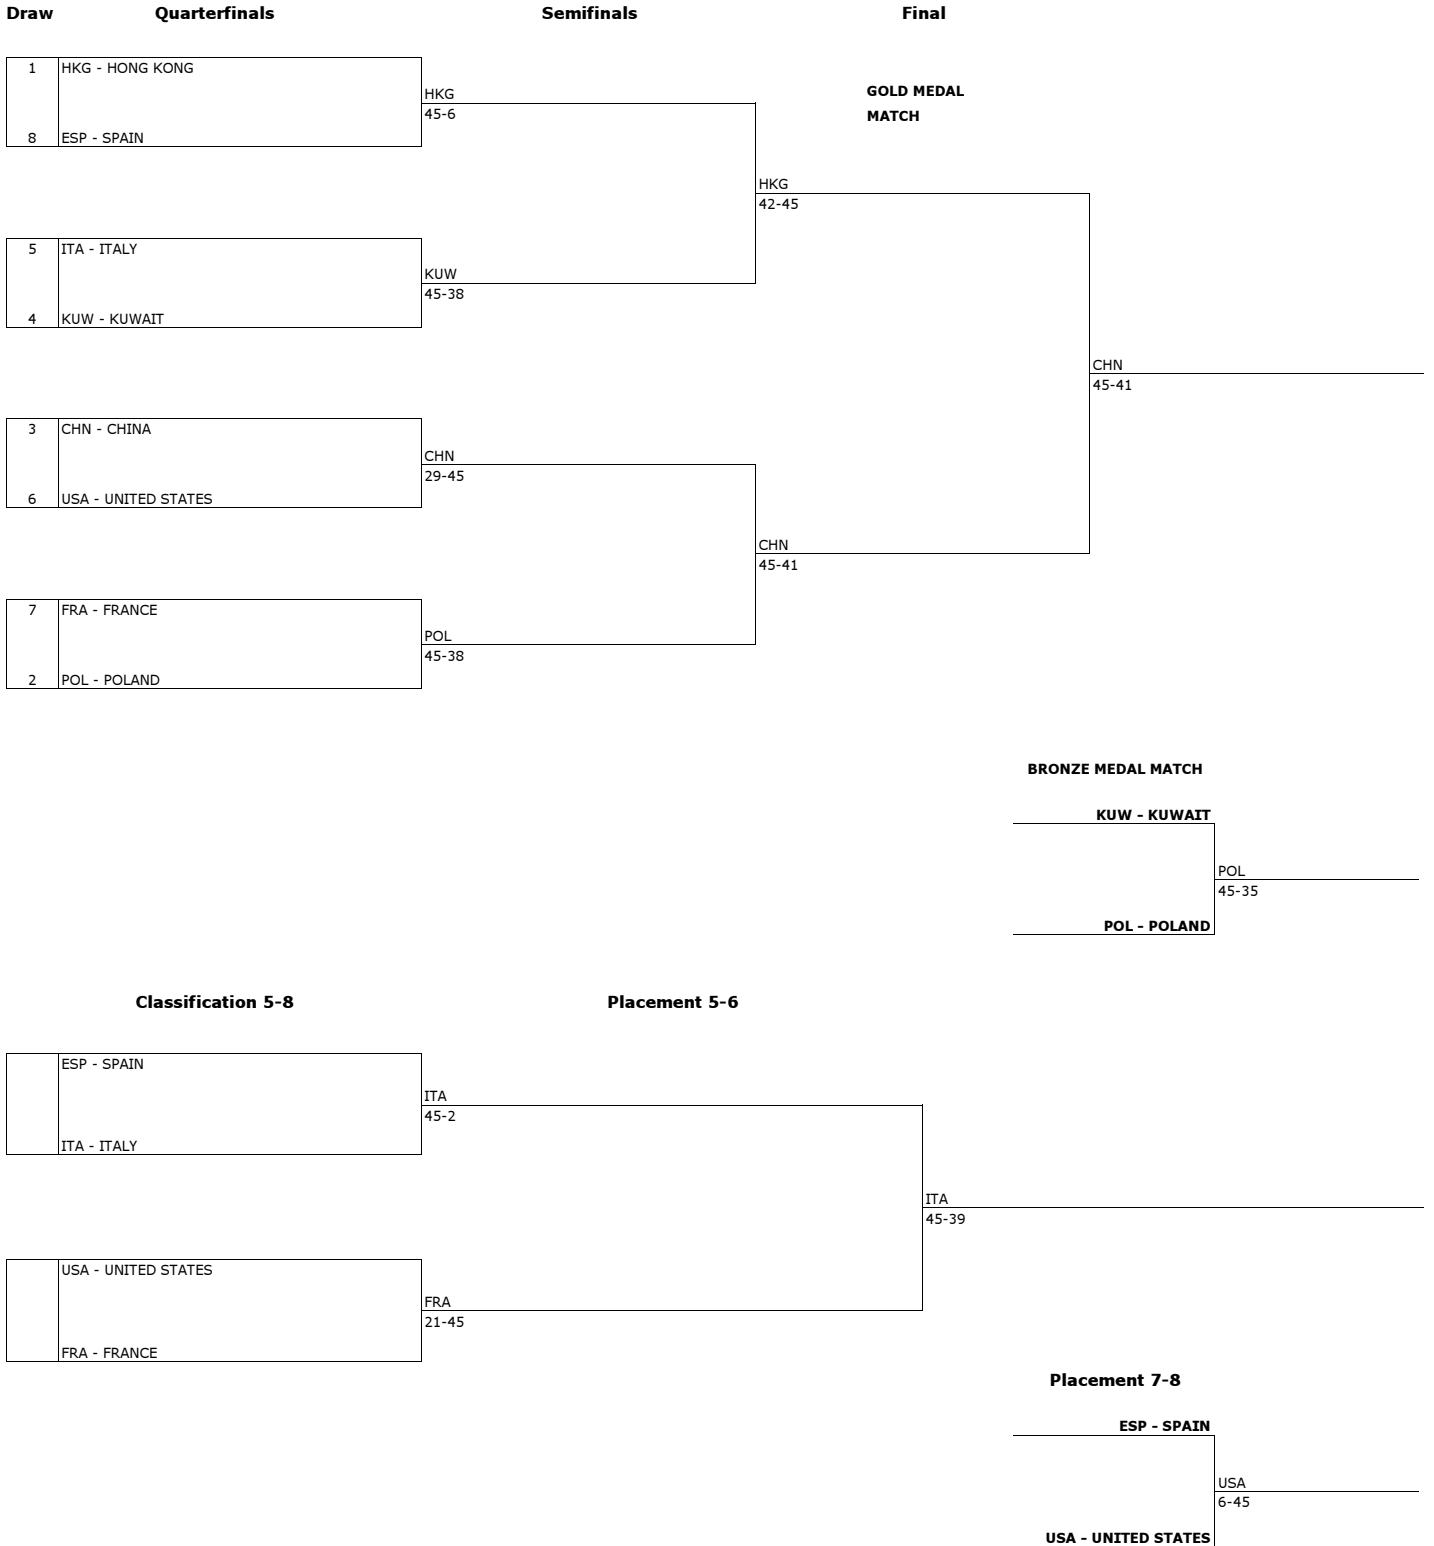 Draw Quarterfinals Semifinals Final
1 HKG - HONG KONG
GOLD MEDAL
HKG
45-6
MATCH
8 ESP - SPAIN
HKG
42-45
5 ITA - ITALY
KUW
45-38
4 KUW - KUWAIT
CHN
45-41
3 CHN - CHINA
CHN
29-45
6 USA - UNITED STATES
CHN
45-41
7 FRA - FRANCE
POL
45-38
2 POL - POLAND
BRONZE MEDAL MATCH
KUW - KUWAIT
POL
45-35
POL - POLAND
Classification 5-8 Placement 5-6
ESP - SPAIN
ITA
45-2
ITA - ITALY
ITA
45-39
USA - UNITED STATES
FRA
21-45
FRA - FRANCE
Placement 7-8
ESP - SPAIN
USA
6-45
USA - UNITED STATES